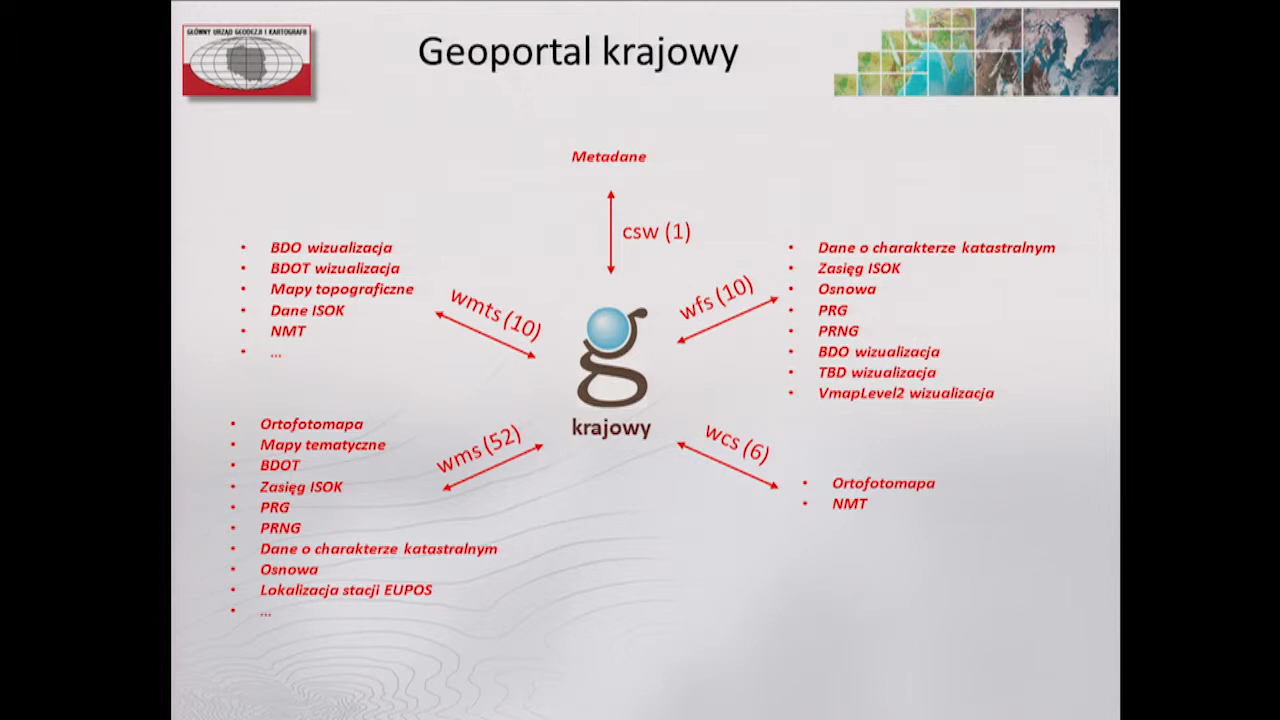 GŁÓWNY URZĄD GEODEZJI I KARTOGRAFII
Geoportal krajowy
Metadane
csw (1)
• BDO wizualizacja
• BDOT wizualizacja
• Mapy topograficzne
• Dane ISOK
• NMT
• ...
wmts (10)
wfs (10)
• Dane o charakterze katastralnym
• Zasięg ISOK
• Osnowa
• PRG
• PRNG
• BDO wizualizacja
• TBD wizualizacja
• VmapLevel2 wizualizacja
g
krajowy
• Ortofotomapa
• Mapy tematyczne
• BDOT
• Zasięg ISOK
• PRG
• PRNG
• Dane o charakterze katastralnym
• Osnowa
• Lokalizacja stacji EUPOS
• ...
wms (52)
wcs (6)
• Ortofotomapa
• NMT